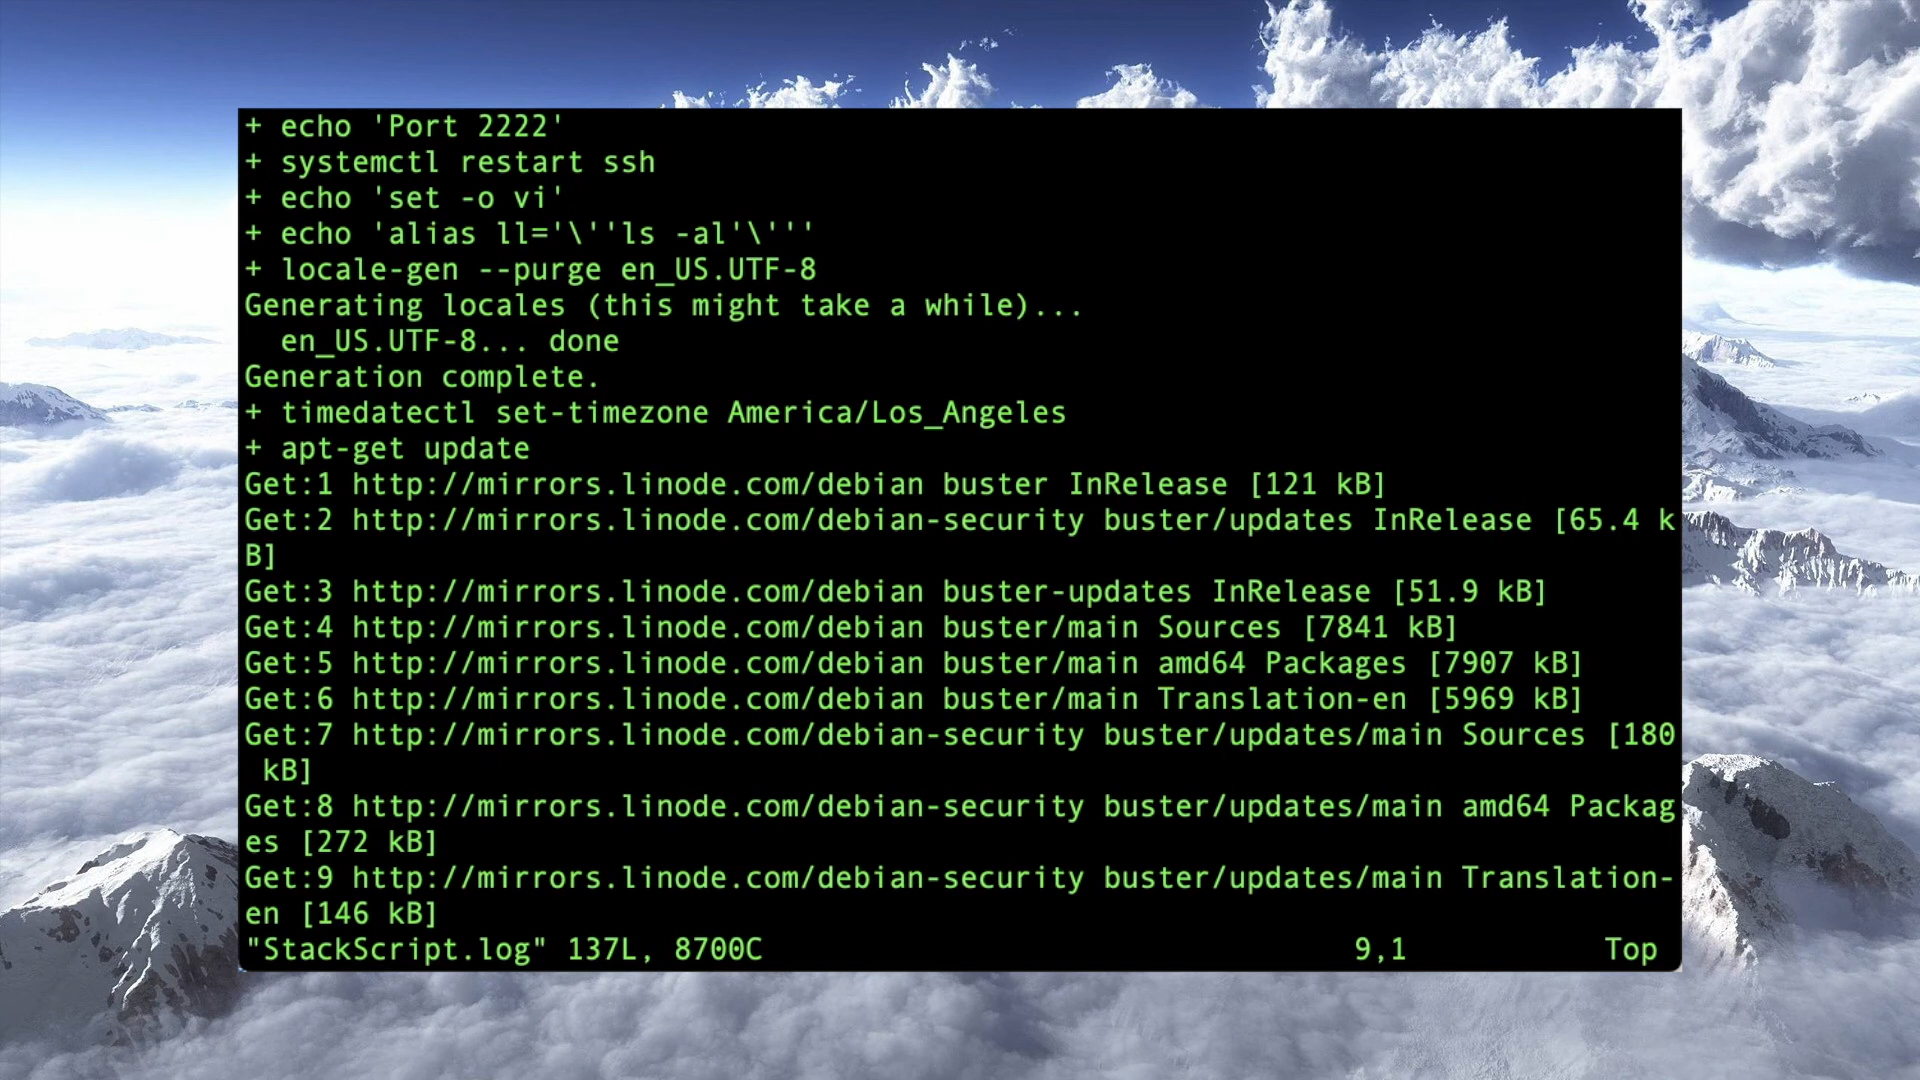 + echo 'Port 2222'
+ systemctl restart ssh
+ echo 'set -o vi'
+ echo 'alias ll='\''ls -al'\'''
+ locale-gen --purge en_US.UTF-8
Generating locales (this might take a while)...
  en_US.UTF-8... done
Generation complete.
+ timedatectl set-timezone America/Los_Angeles
+ apt-get update
Get:1 http://mirrors.linode.com/debian buster InRelease [121 kB]
Get:2 http://mirrors.linode.com/debian-security buster/updates InRelease [65.4 k
B]
Get:3 http://mirrors.linode.com/debian buster-updates InRelease [51.9 kB]
Get:4 http://mirrors.linode.com/debian buster/main Sources [7841 kB]
Get:5 http://mirrors.linode.com/debian buster/main amd64 Packages [7907 kB]
Get:6 http://mirrors.linode.com/debian buster/main Translation-en [5969 kB]
Get:7 http://mirrors.linode.com/debian-security buster/updates/main Sources [180
 kB]
Get:8 http://mirrors.linode.com/debian-security buster/updates/main amd64 Packag
es [272 kB]
Get:9 http://mirrors.linode.com/debian-security buster/updates/main Translation-
en [146 kB]
"StackScript.log" 137L, 8700C 9,1 Top